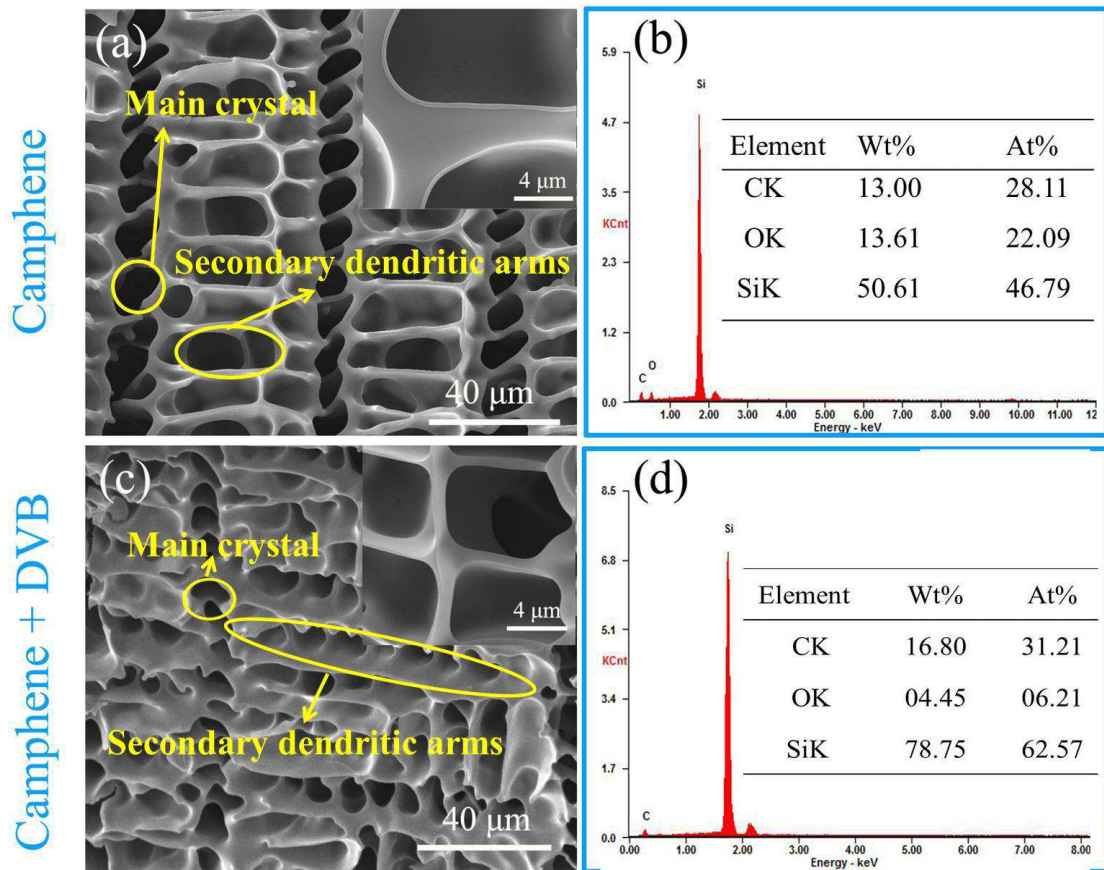 Camphene
(a)
Main crystal
Secondary dendritic arms
4 μm
40 μm
(b)
5.9
4.7
3.5
KCnt
2.3
1.2
0.0
Si
O
C
Element Wt% At%
CK 13.00 28.11
OK 13.61 22.09
SiK 50.61 46.79
1.00 2.00 3.00 4.00 5.00 6.00 7.00 8.00 9.00 10.00 11.00 12
Energy - keV
Camphene + DVB
(c)
Main crystal
Secondary dendritic arms
4 μm
40 μm
(d)
8.5
6.8
5.1
KCnt
3.4
1.7
0.0
Si
C
Element Wt% At%
CK 16.80 31.21
OK 04.45 06.21
SiK 78.75 62.57
0.00 1.00 2.00 3.00 4.00 5.00 6.00 7.00 8.00
Energy - keV